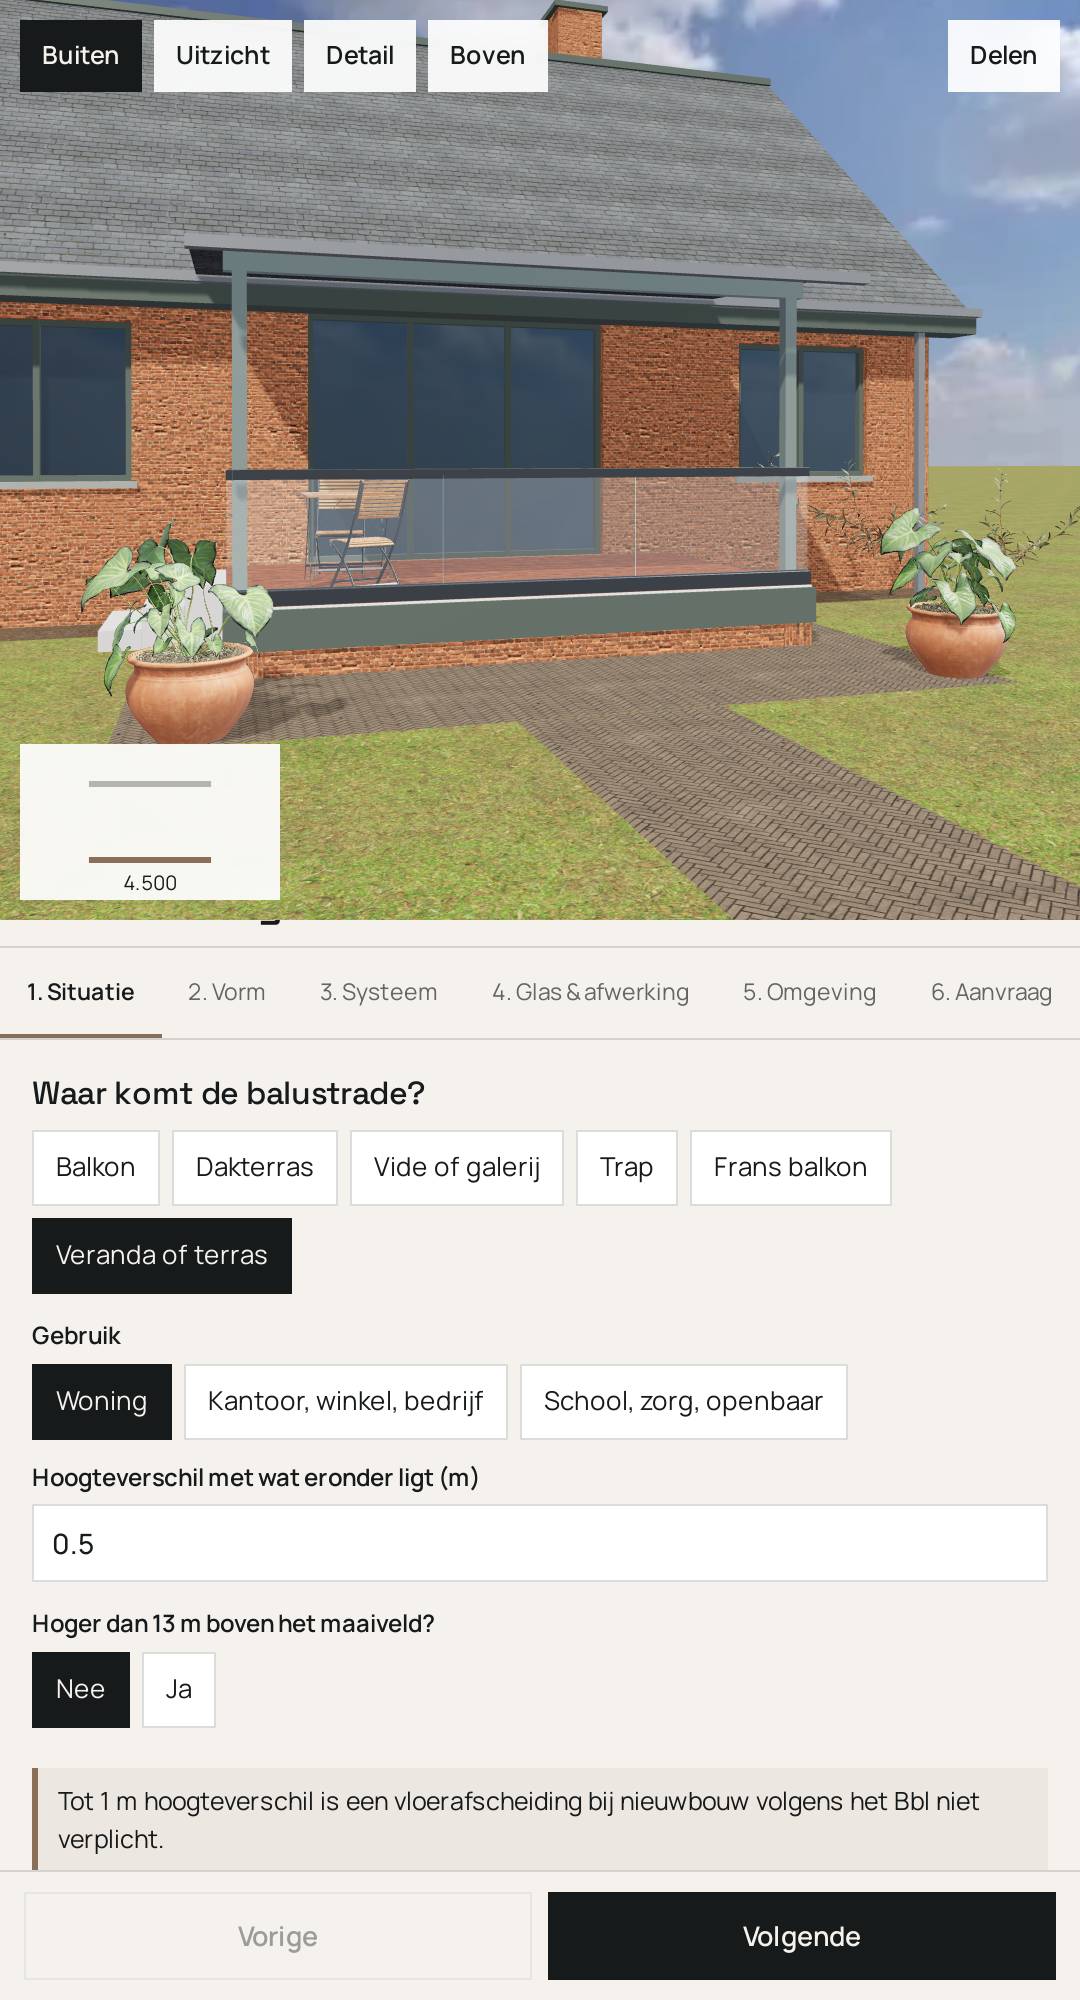 Buiten Uitzicht Detail Boven Delen
4.500
1. Situatie 2. Vorm 3. Systeem 4. Glas & afwerking 5. Omgeving 6. Aanvraag
Waar komt de balustrade?
Balkon Dakterras Vide of galerij Trap Frans balkon
Veranda of terras
Gebruik
Woning Kantoor, winkel, bedrijf School, zorg, openbaar
Hoogteverschil met wat eronder ligt (m)
0.5
Hoger dan 13 m boven het maaiveld?
Nee Ja
Tot 1 m hoogteverschil is een vloerafscheiding bij nieuwbouw volgens het Bbl niet
verplicht.
Vorige Volgende